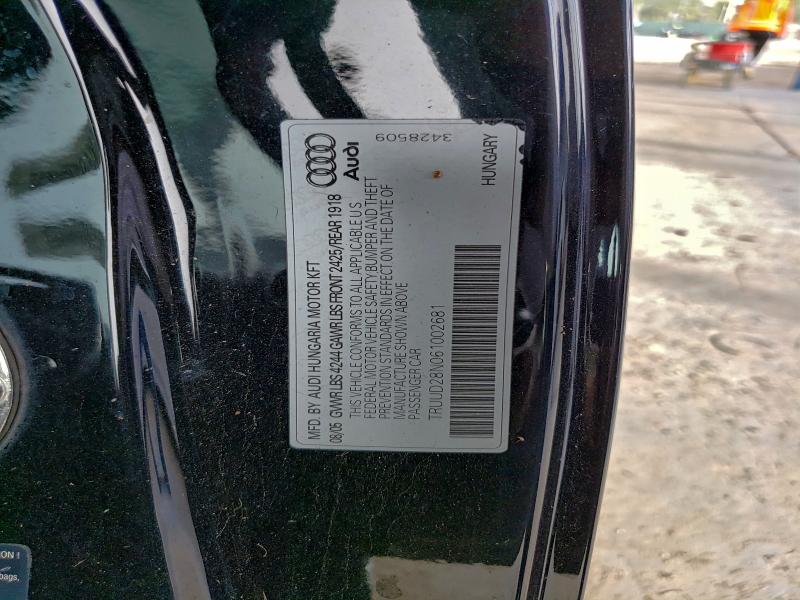 3428509
Audi
HUNGARY
MFD. BY AUDI HUNGARIA MOTOR KFT
08/05 GVWR LBS 4244 GAWR LBS FRONT 2425/REAR 1918
THIS VEHICLE CONFORMS TO ALL APPLICABLE U.S.
FEDERAL MOTOR VEHICLE SAFETY BUMPER AND THEFT
PREVENTION STANDARDS IN EFFECT ON THE DATE OF
MANUFACTURE SHOWN ABOVE
PASSENGER CAR
TRUUD28N061002681
ON !
bags,